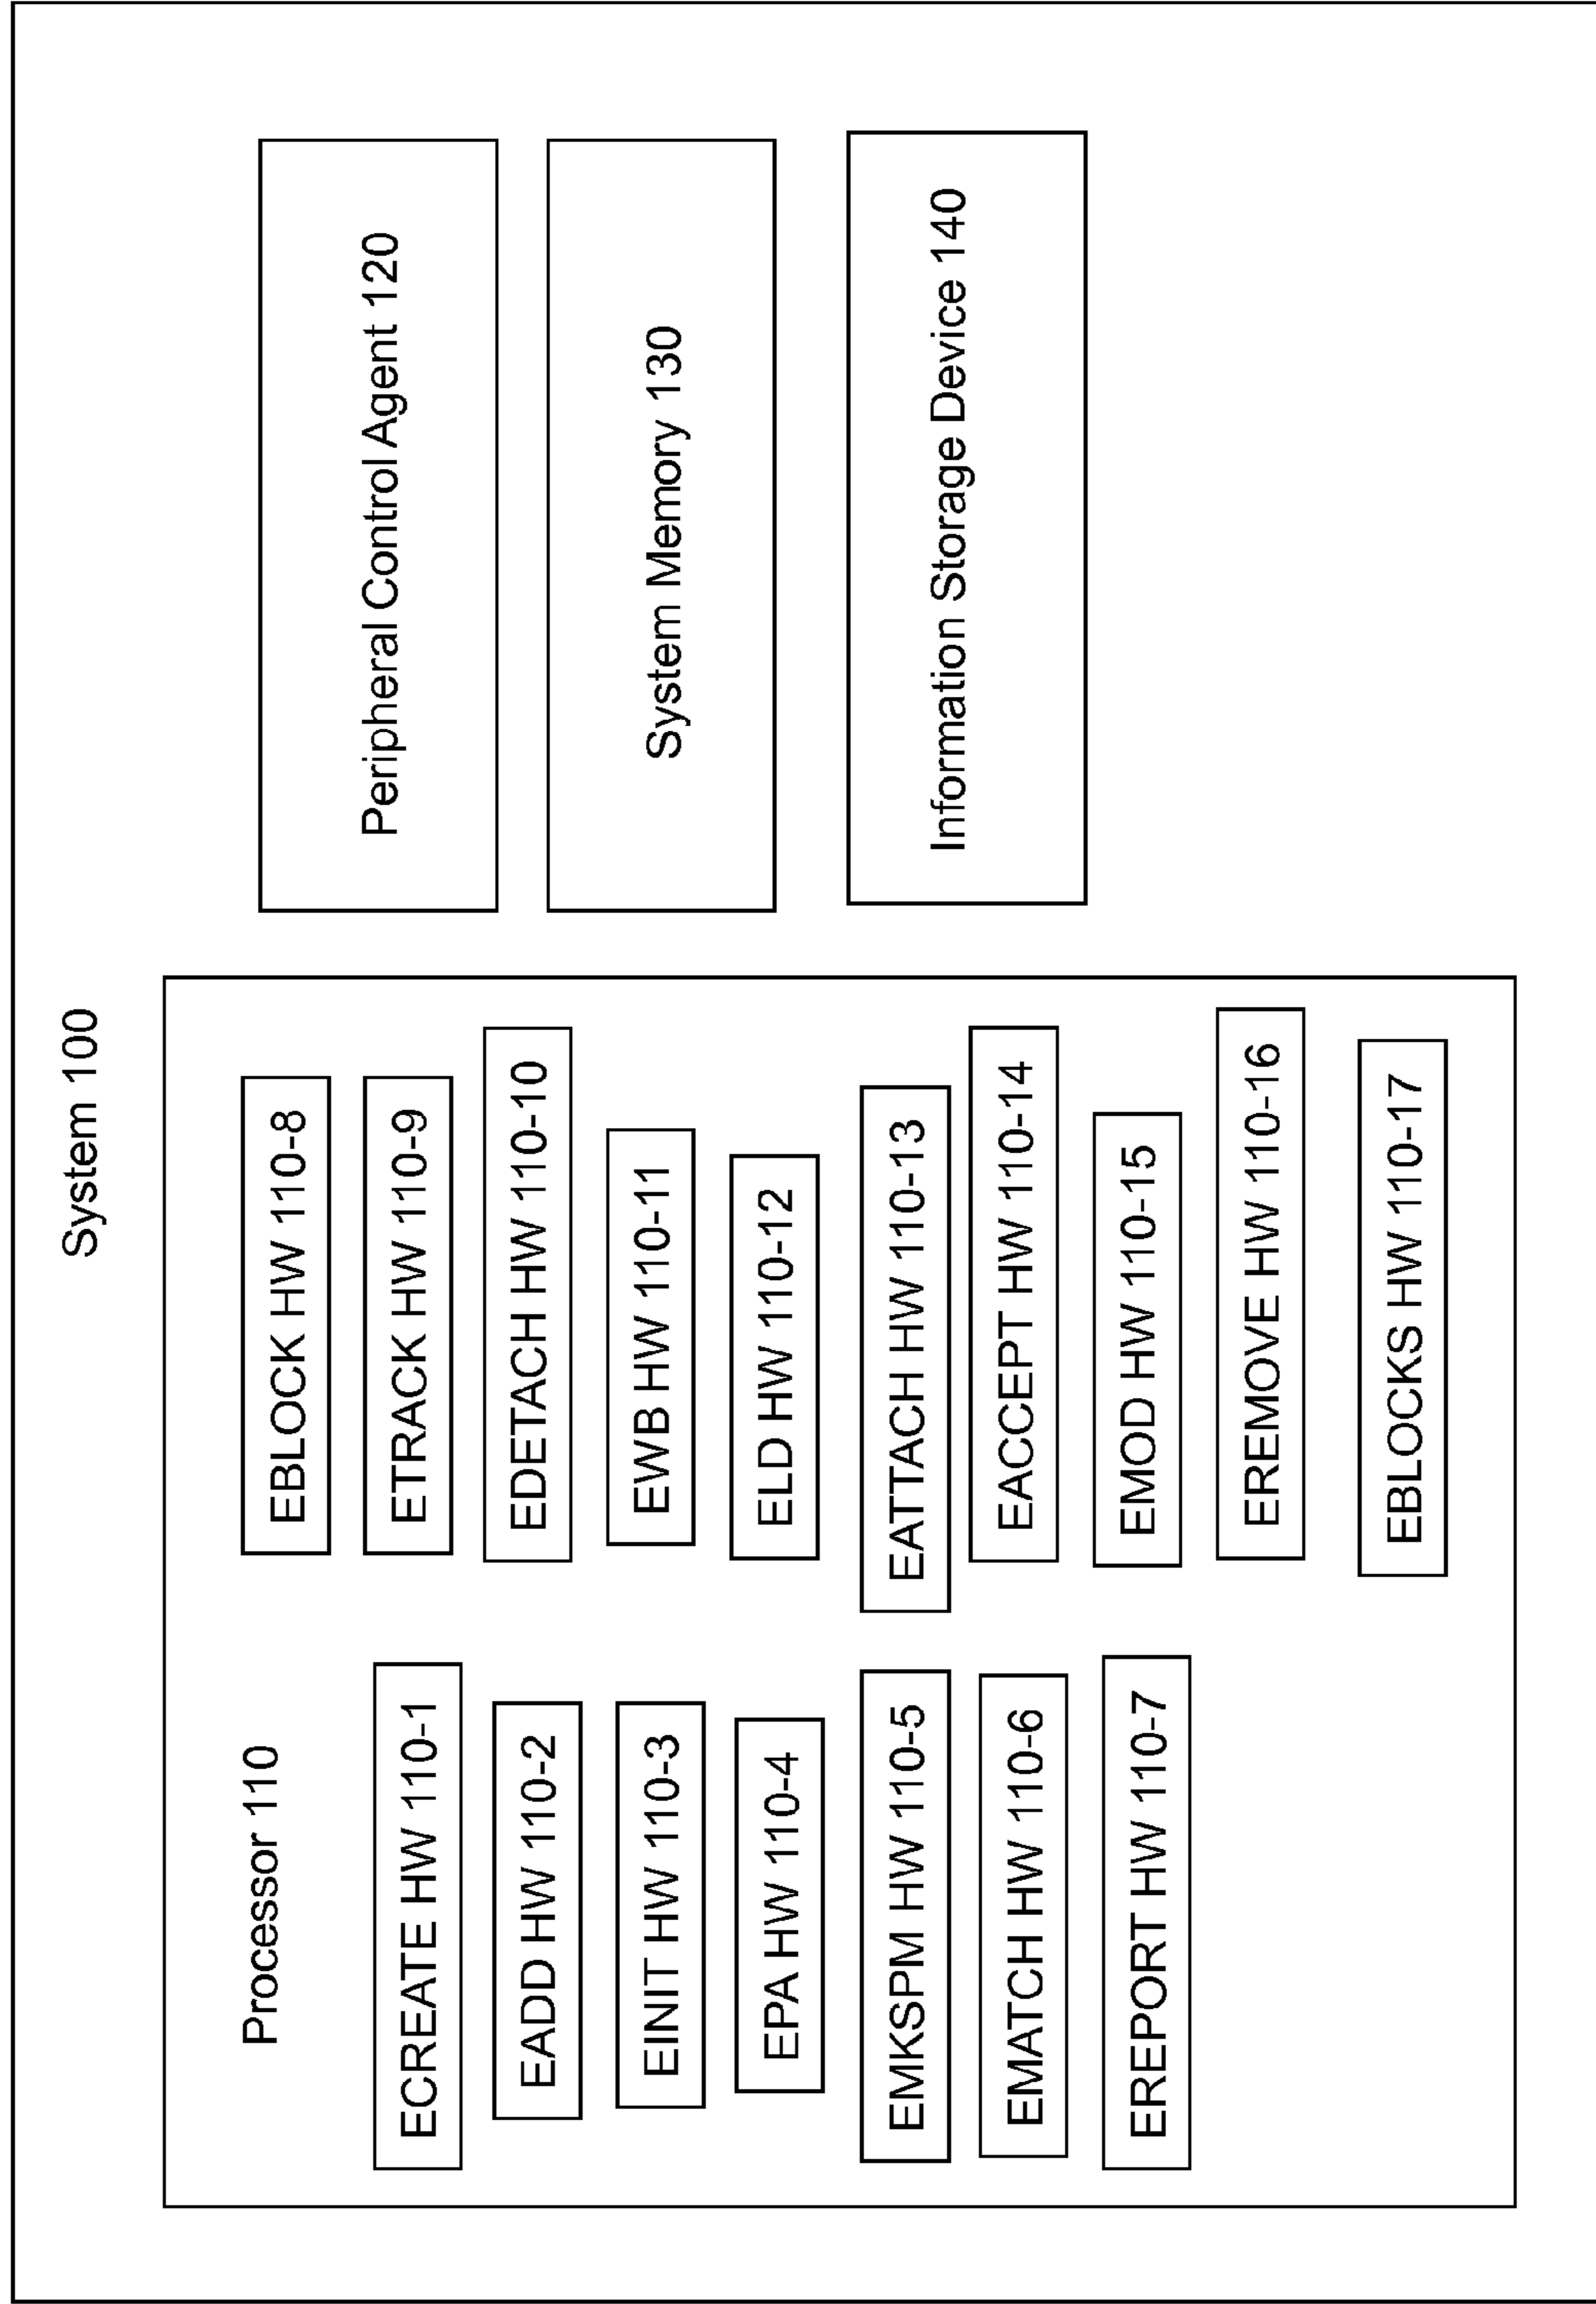 System 100
Processor 110
ECREATE HW 110-1
EADD HW 110-2
EINIT HW 110-3
EPA HW 110-4
EMKSPM HW 110-5
EMATCH HW 110-6
EREPORT HW 110-7
EBLOCK HW 110-8
ETRACK HW 110-9
EDETACH HW 110-10
EWB HW 110-11
ELD HW 110-12
EATTACH HW 110-13
EACCEPT HW 110-14
EMOD HW 110-15
EREMOVE HW 110-16
EBLOCKS HW 110-17
Peripheral Control Agent 120
System Memory 130
Information Storage Device 140